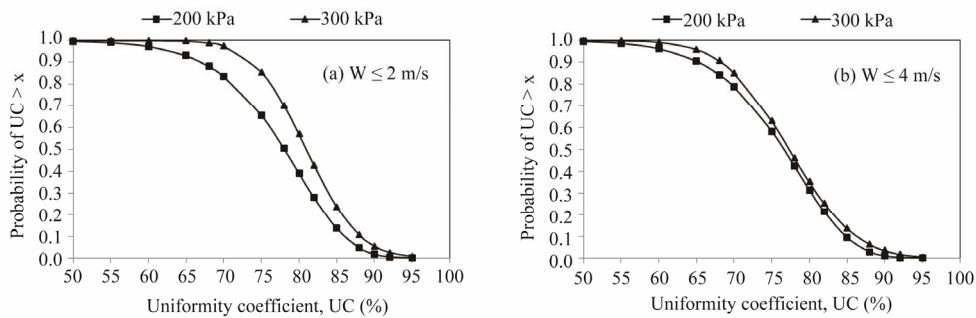 200 kPa 300 kPa
1.0
0.9
0.8
0.7
0.6
0.5
0.4
0.3
0.2
0.1
0.0
Probability of UC > x
(a) W ≤ 2 m/s
50 55 60 65 70 75 80 85 90 95 100
Uniformity coefficient, UC (%)
200 kPa 300 kPa
1.0
0.9
0.8
0.7
0.6
0.5
0.4
0.3
0.2
0.1
0.0
Probability of UC > x
(b) W ≤ 4 m/s
50 55 60 65 70 75 80 85 90 95 100
Uniformity coefficient, UC (%)